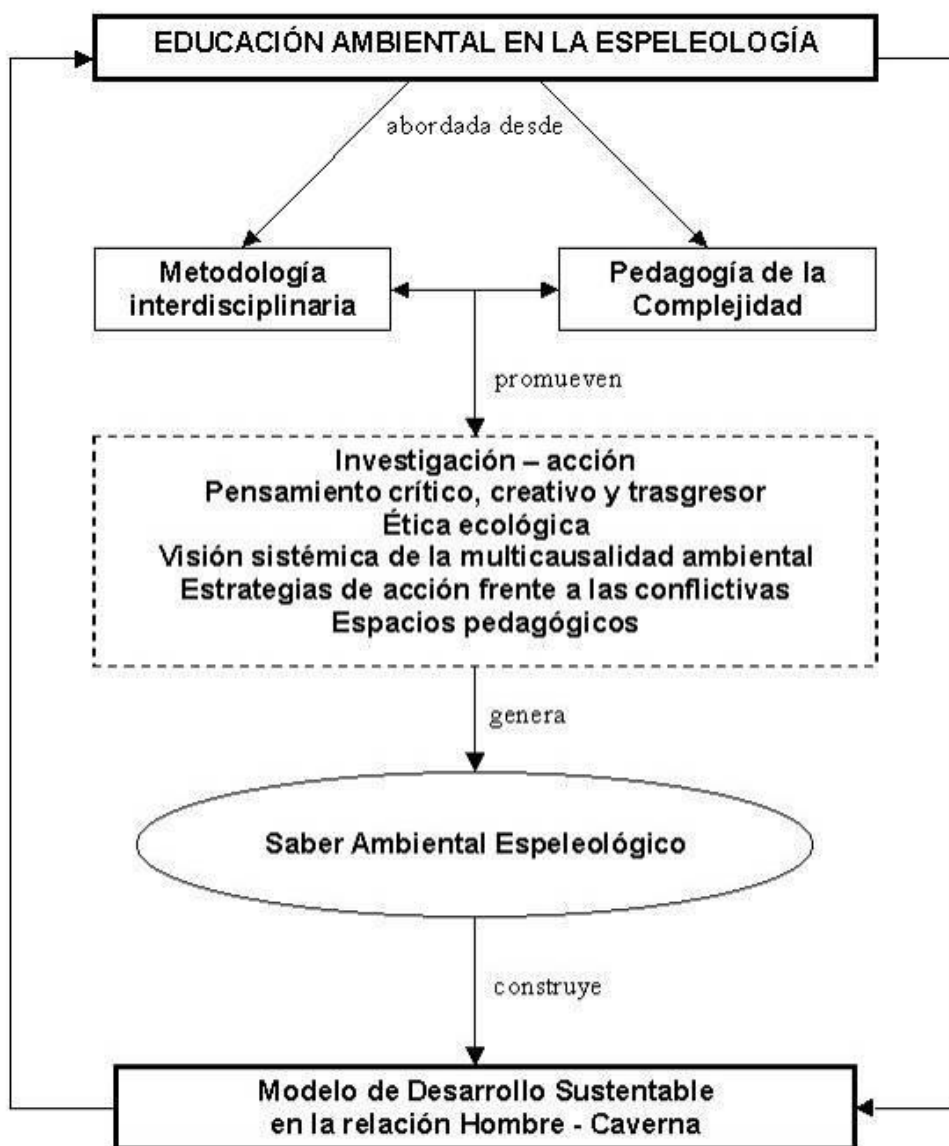 EDUCACIÓN AMBIENTAL EN LA ESPELEOLOGÍA
abordada desde
Metodología
interdisciplinaria
Pedagogía de la
Complejidad
promueven
Investigación – acción
Pensamiento crítico, creativo y trasgresor
Ética ecológica
Visión sistémica de la multicausalidad ambiental
Estrategias de acción frente a las conflictivas
Espacios pedagógicos
genera
Saber Ambiental Espeleológico
construye
Modelo de Desarrollo Sustentable
en la relación Hombre - Caverna